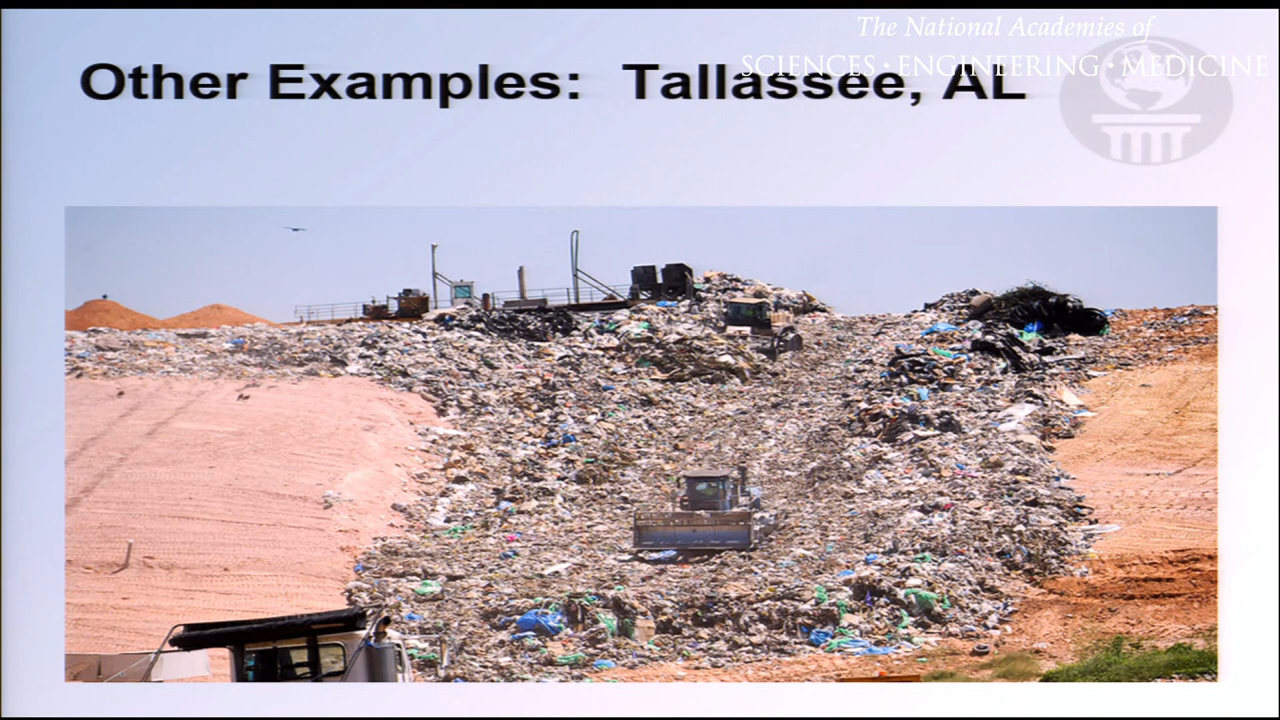 The National Academies of
SCIENCES · ENGINEERING · MEDICINE
Other Examples: Tallassee, AL